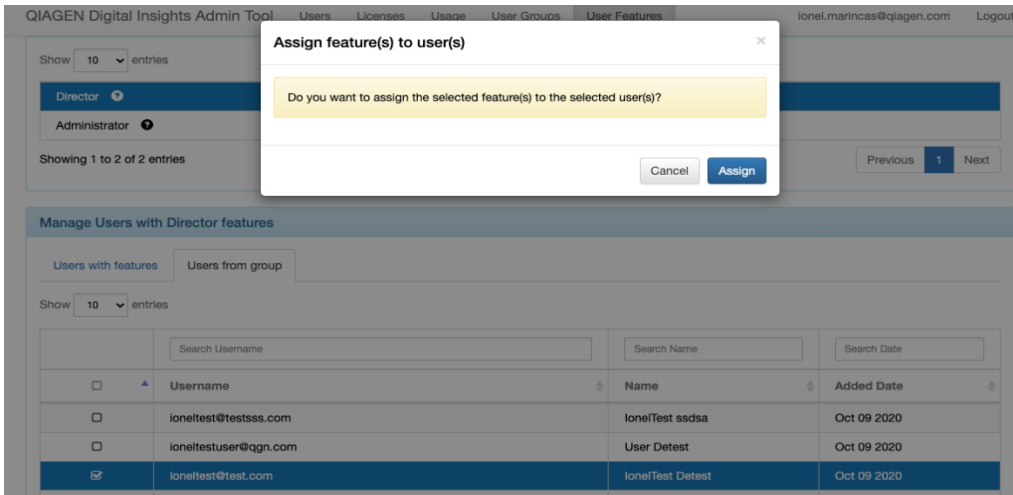 QIAGEN Digital Insights Admin Tool Users Licenses Usage User Groups User Features ionel.marincas@qiagen.com Logout
Assign feature(s) to user(s) ×
Show 10 entries
Do you want to assign the selected feature(s) to the selected user(s)?
Director ?
Administrator ?
Showing 1 to 2 of 2 entries
Cancel Assign
Previous 1 Next
Manage Users with Director features
Users with features Users from group
Show 10 entries
Search Username Search Name Search Date
Username Name Added Date
ioneltest@testsss.com IonelTest ssdsa Oct 09 2020
ioneltestuser@qgn.com User Detest Oct 09 2020
ioneltest@test.com IonelTest Detest Oct 09 2020